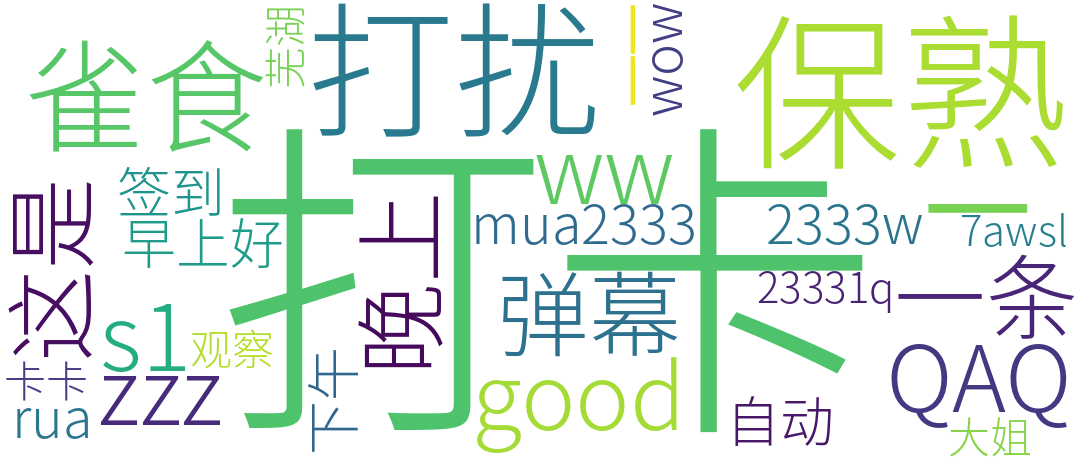 雀食
芜湖
打扰
一一
wow
保熟
打卡
ww
签到
早上好
这是
晚上
mua2333
2333w
一
7awsl
弹幕
23331q
一条
s1
观察
卡卡
zzz
rua
下午
good
自动
QAQ
大姐